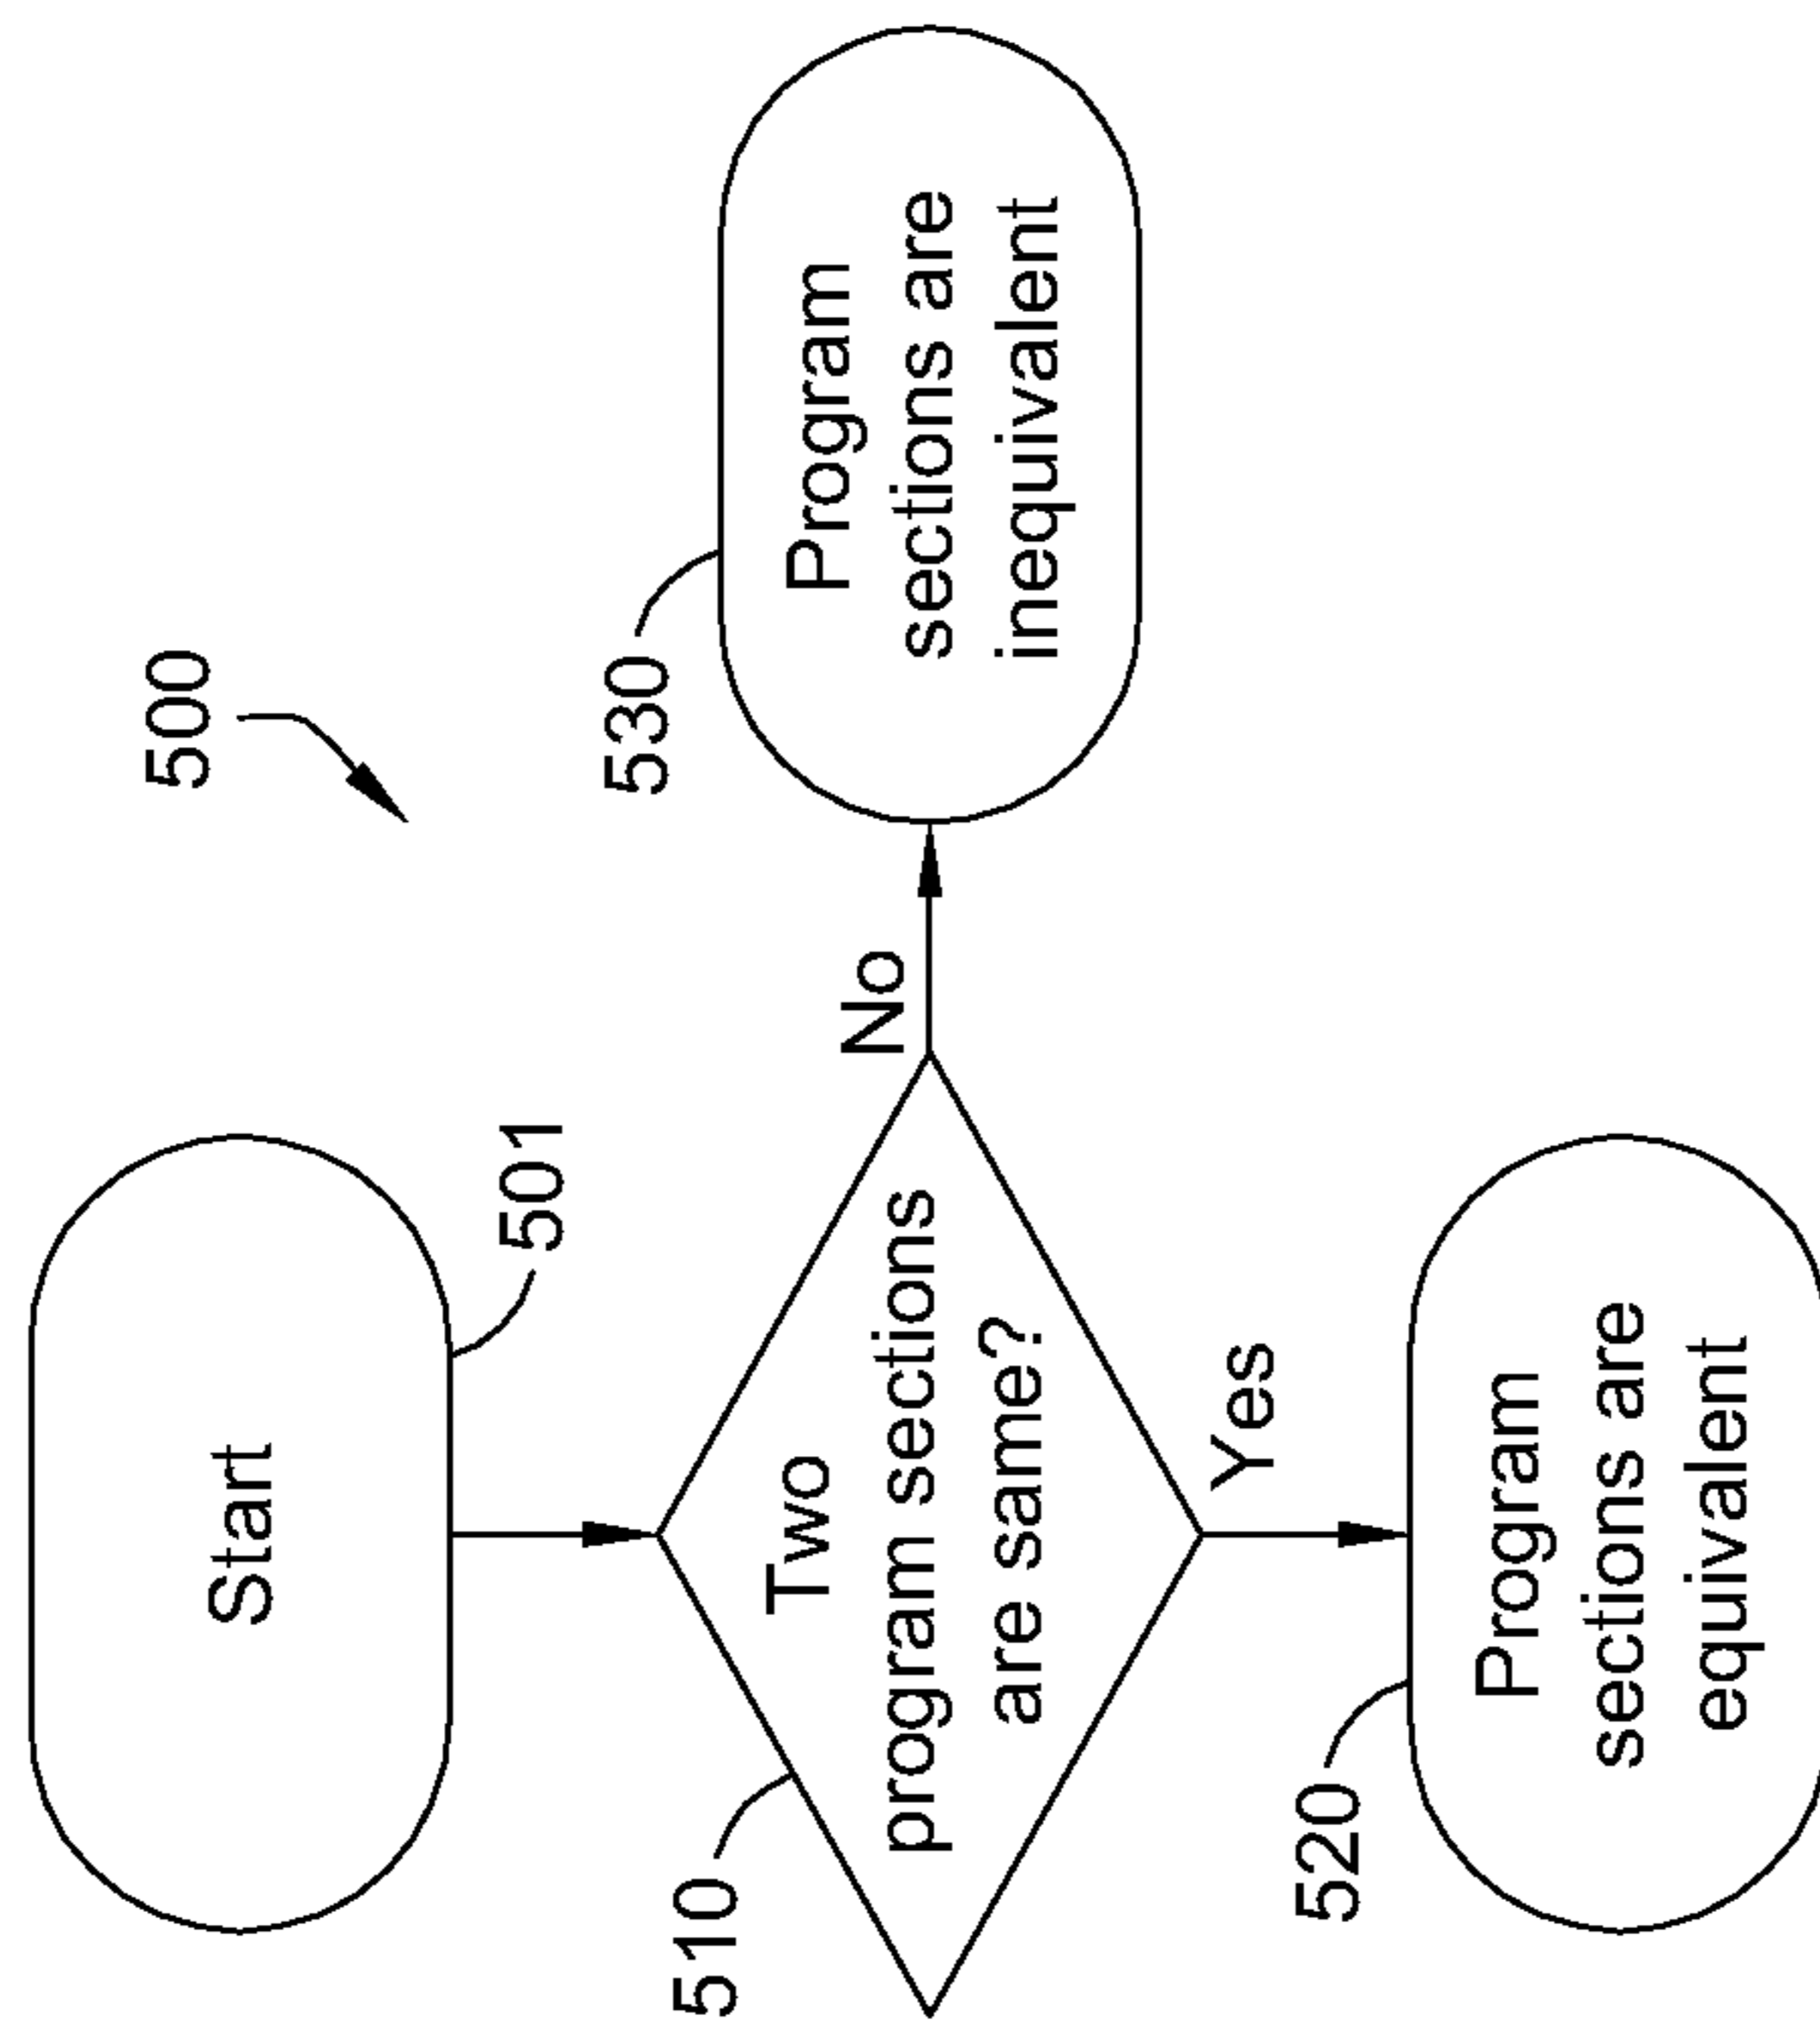 500
Start
501
510
Two
program sections
are same?
No
530
Program
sections are
inequivalent
Yes
520
Program
sections are
equivalent